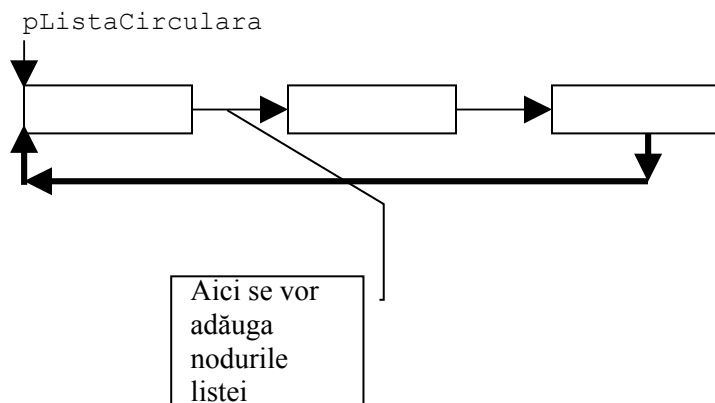 pListaCirculara
Aici se vor
adăuga
nodurile
listei